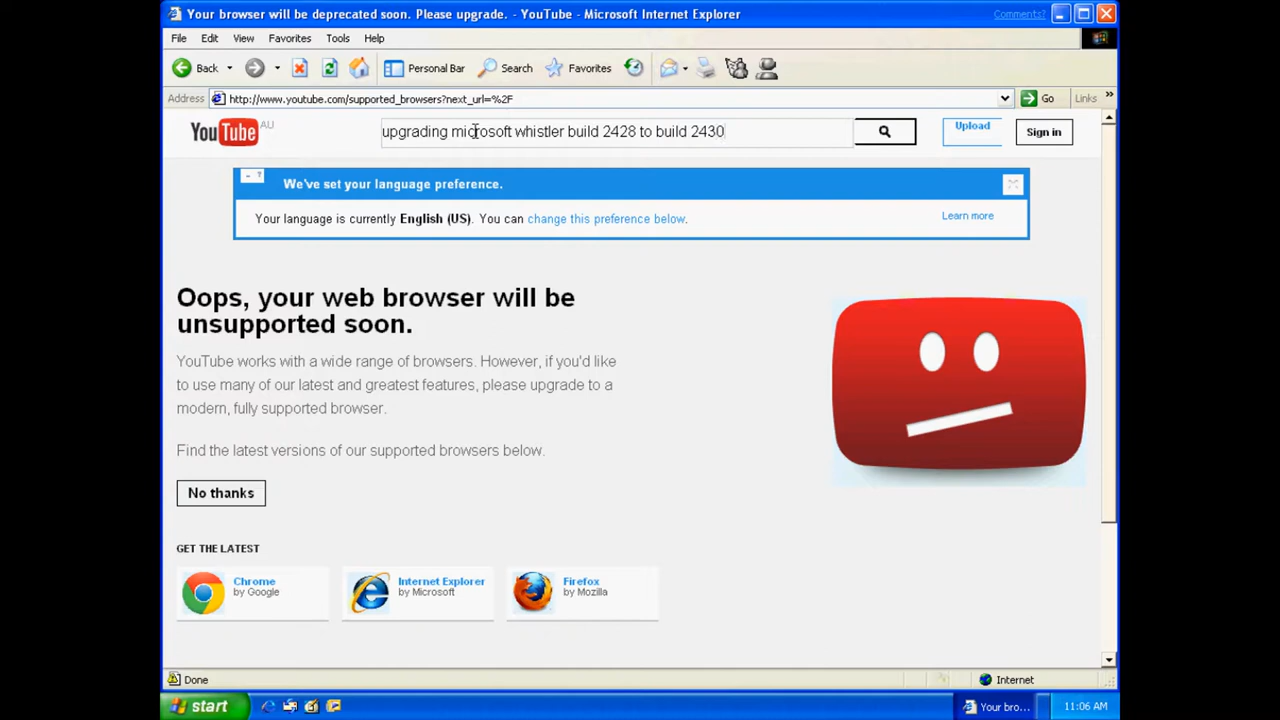 Your browser will be deprecated soon. Please upgrade. - YouTube - Microsoft Internet Explorer
Comments?
File Edit View Favorites Tools Help
Back Personal Bar Search Favorites
Address http://www.youtube.com/supported_browsers?next_url=%2F Go Links »
YouTube AU
upgrading microsoft whistler build 2428 to build 2430
Upload
Sign in
We've set your language preference.
Your language is currently English (US). You can change this preference below.
Learn more
Oops, your web browser will be
unsupported soon.
YouTube works with a wide range of browsers. However, if you'd like
to use many of our latest and greatest features, please upgrade to a
modern, fully supported browser.
Find the latest versions of our supported browsers below.
No thanks
GET THE LATEST
Chrome
by Google
Internet Explorer
by Microsoft
Firefox
by Mozilla
Done
Internet
start
Your bro...
11:06 AM